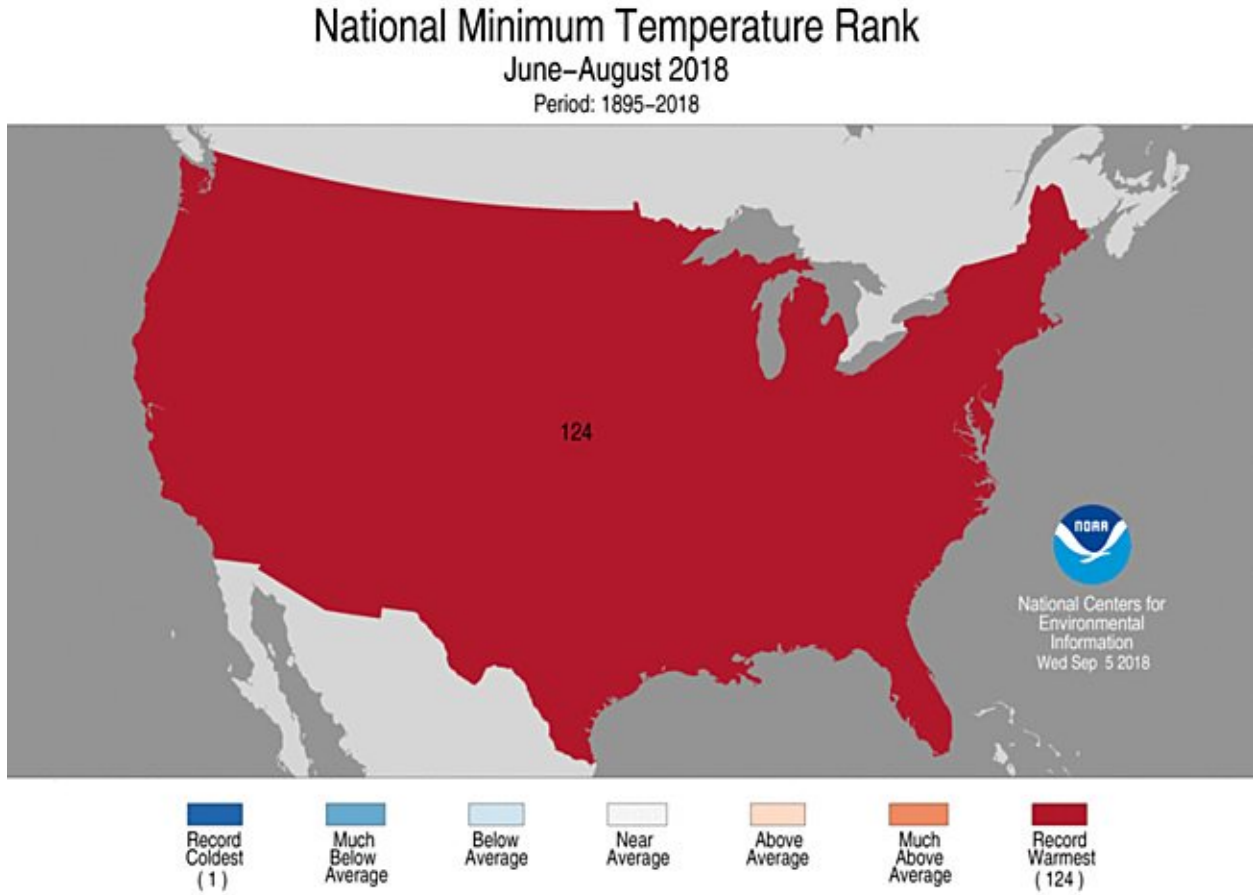 National Minimum Temperature Rank
June–August 2018
Period: 1895–2018
124
NOAA
National Centers for
Environmental
Information
Wed Sep 5 2018
Record
Coldest
( 1 )
Much
Below
Average
Below
Average
Near
Average
Above
Average
Much
Above
Average
Record
Warmest
( 124 )